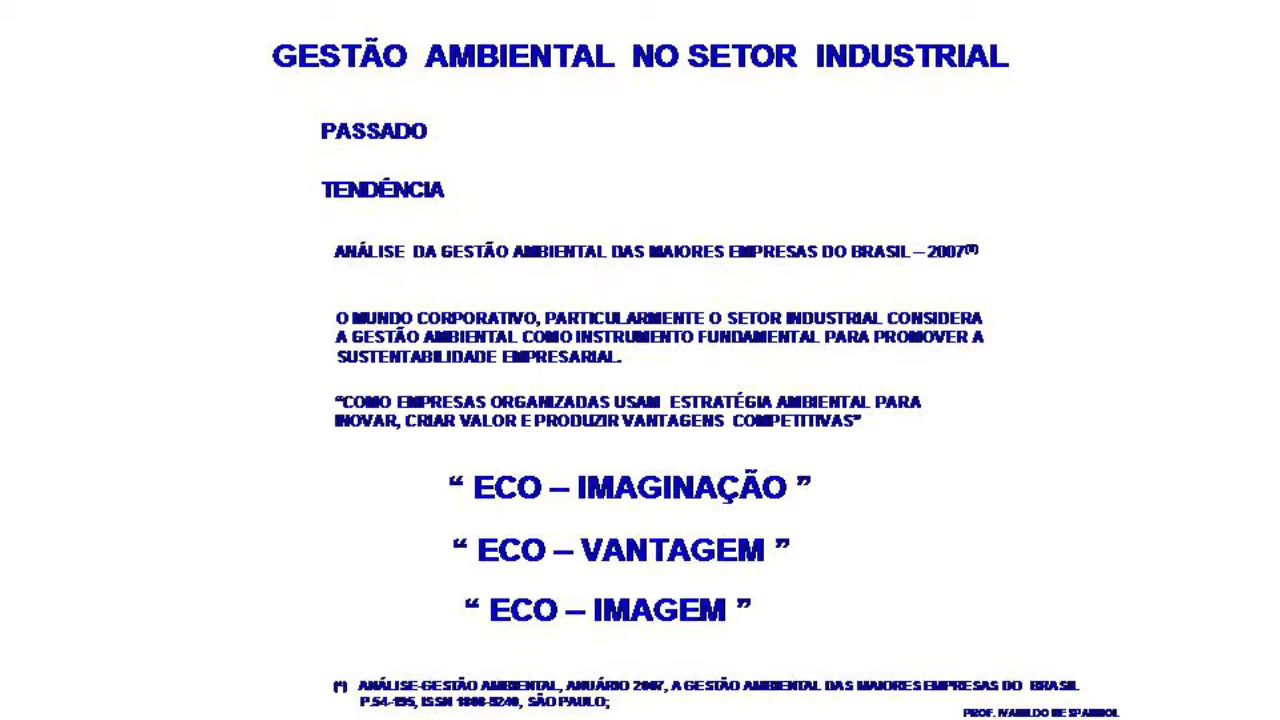 GESTÃO AMBIENTAL NO SETOR INDUSTRIAL
PASSADO
TENDÊNCIA
ANÁLISE DA GESTÃO AMBIENTAL DAS MAIORES EMPRESAS DO BRASIL – 2007(*)
O MUNDO CORPORATIVO, PARTICULARMENTE O SETOR INDUSTRIAL CONSIDERA
A GESTÃO AMBIENTAL COMO INSTRUMENTO FUNDAMENTAL PARA PROMOVER A
SUSTENTABILIDADE EMPRESARIAL.
“COMO EMPRESAS ORGANIZADAS USAM ESTRATÉGIA AMBIENTAL PARA
INOVAR, CRIAR VALOR E PRODUZIR VANTAGENS COMPETITIVAS”
“ ECO – IMAGINAÇÃO ”
“ ECO – VANTAGEM ”
“ ECO – IMAGEM ”
(*) ANÁLISE-GESTÃO AMBIENTAL, ANUÁRIO 2007, A GESTÃO AMBIENTAL DAS MAIORES EMPRESAS DO BRASIL
ISSN SÃO PAULO;
PROF. IVANILDO HESPANHOL